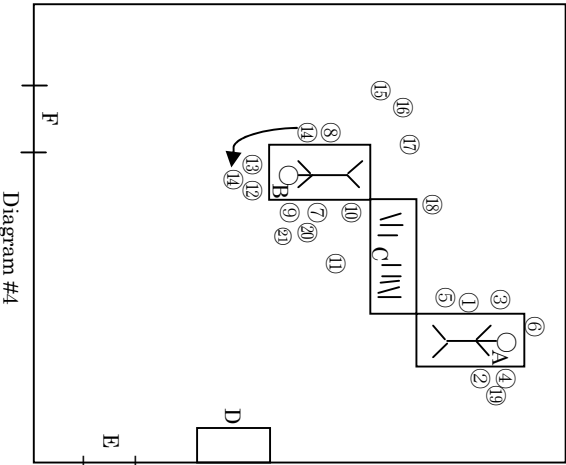 ⑥
③ A ④
⑲
① ②
⑤
⑱
⑰
⑯
⑮ C
⑩
⑧ ⑪
⑭ ⑦ ⑳
B ⑨ ㉑
⑬ ⑫
⑭ D
E
F
Diagram #4